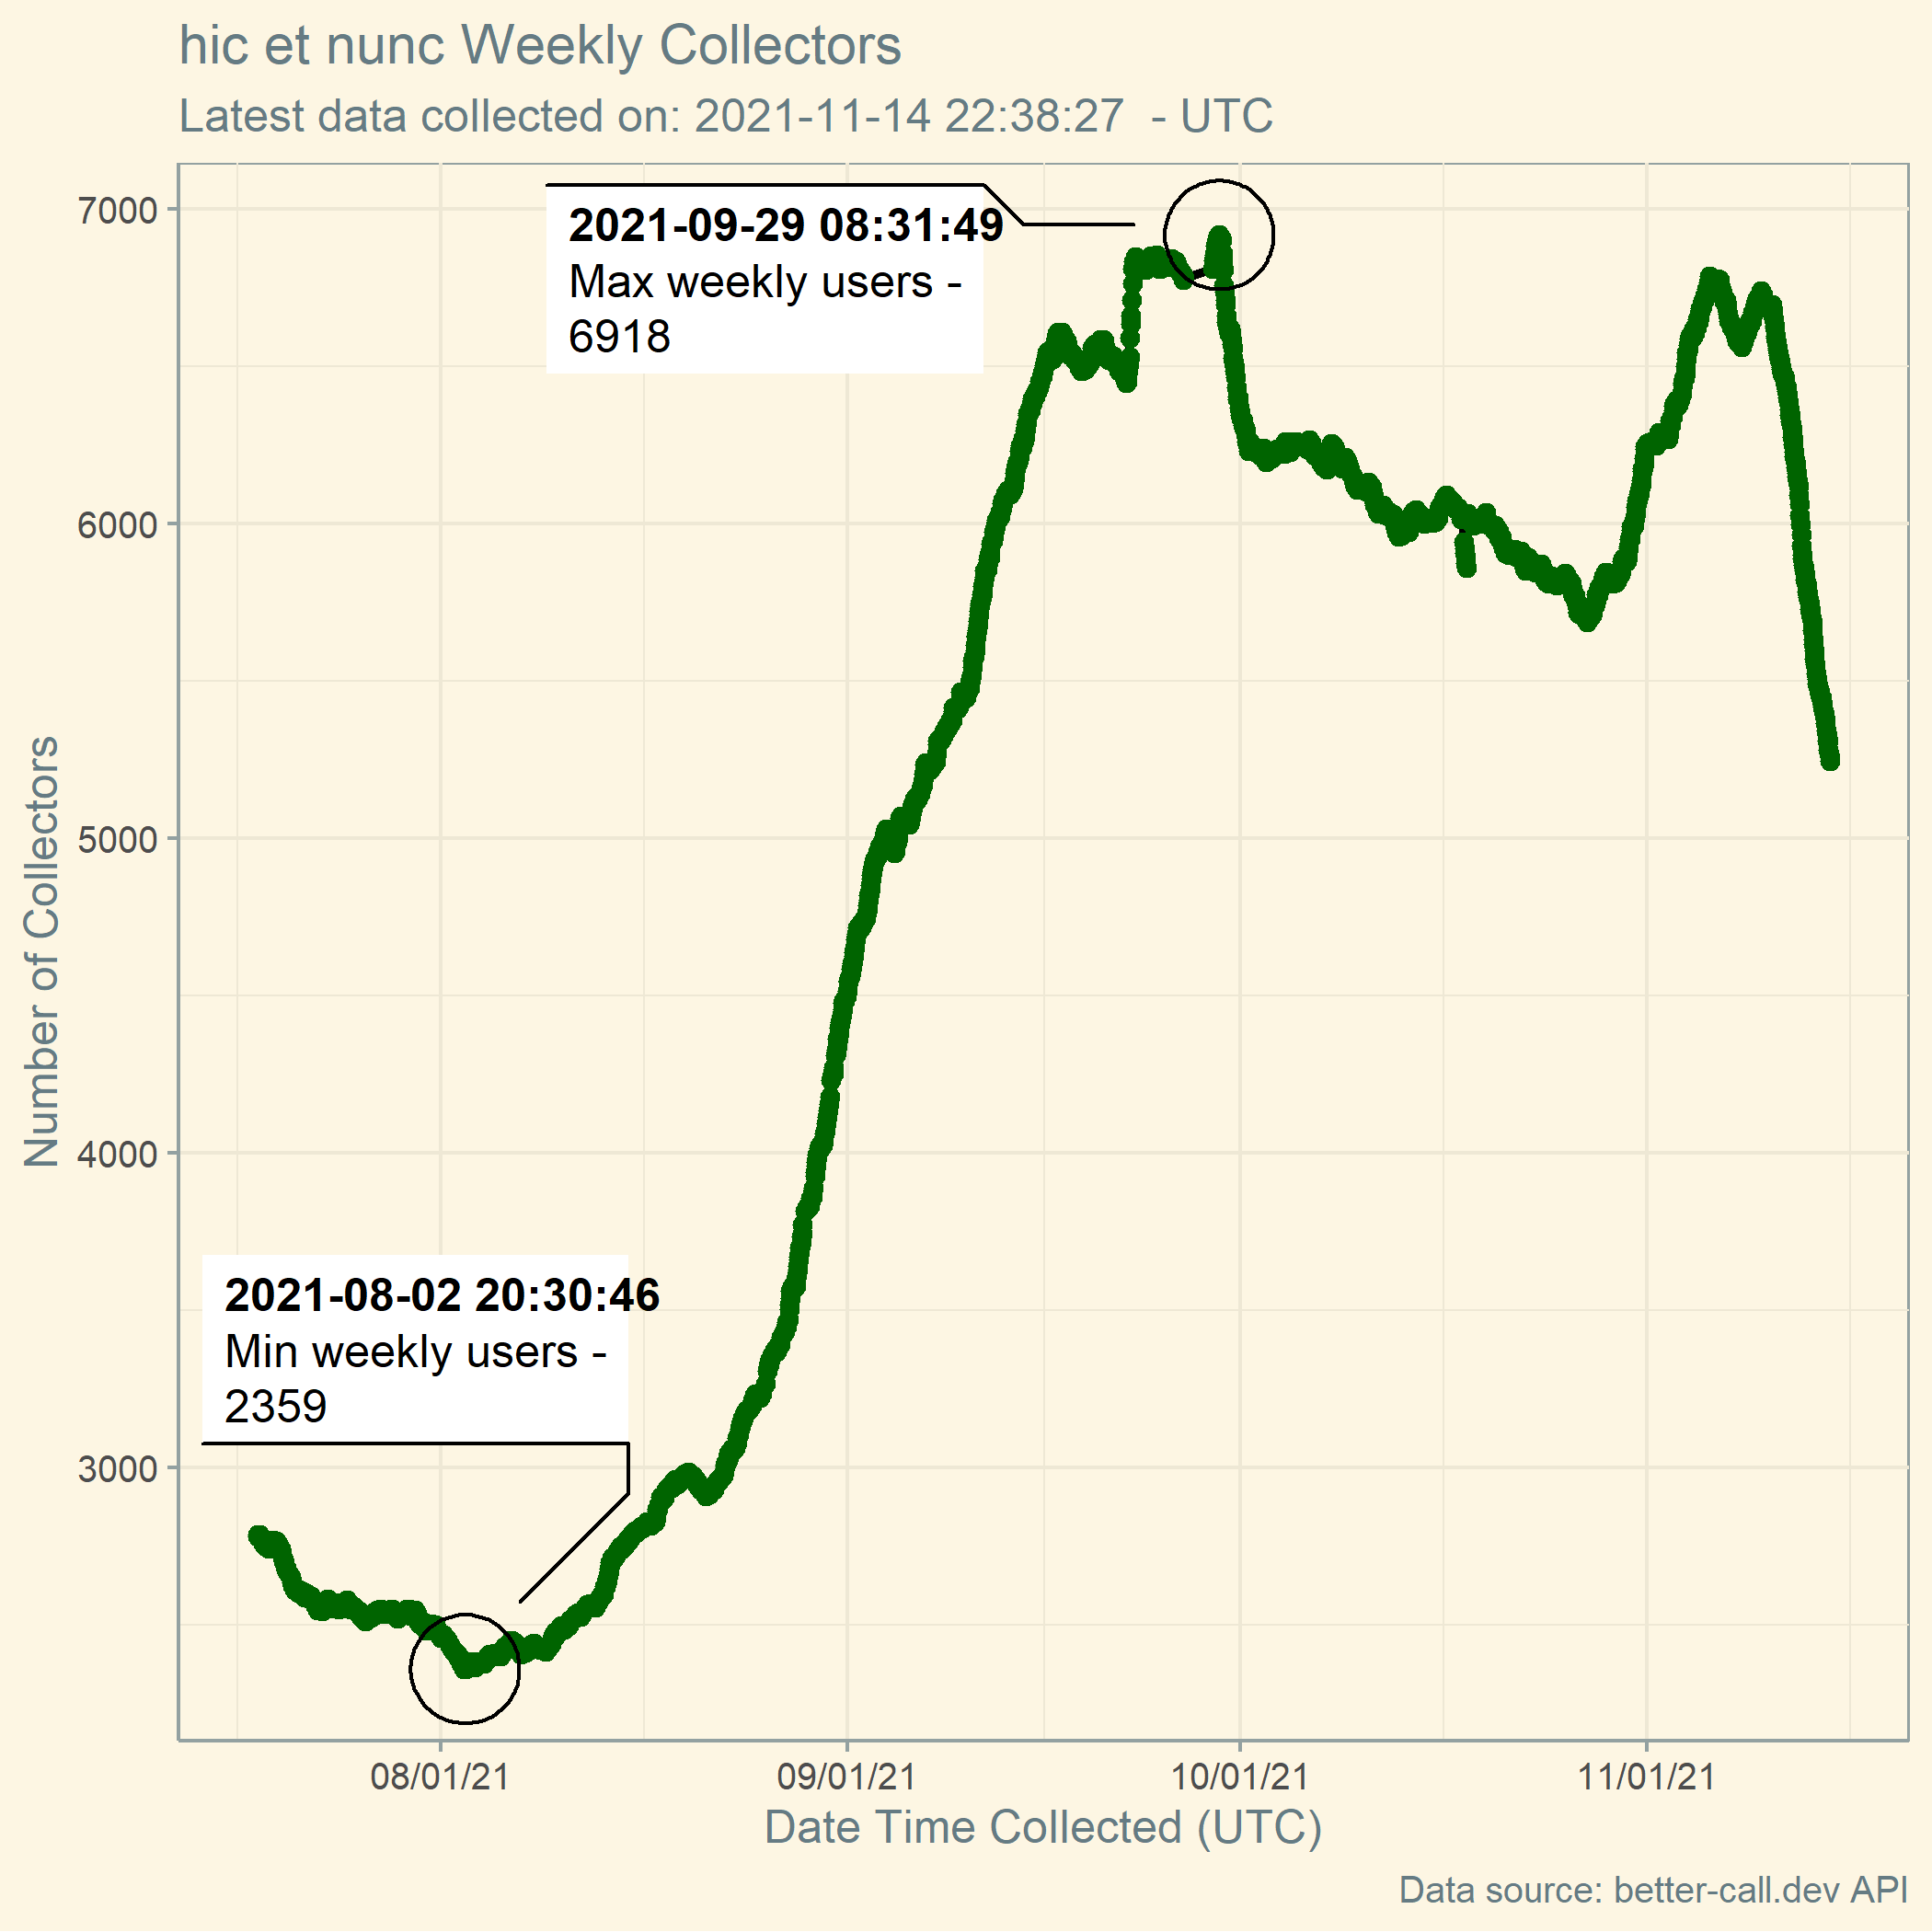 hic et nunc Weekly Collectors
Latest data collected on: 2021-11-14 22:38:27  - UTC
2021-09-29 08:31:49
Max weekly users -
6918
2021-08-02 20:30:46
Min weekly users -
2359
Number of Collectors
7000
6000
5000
4000
3000
08/01/21
09/01/21
10/01/21
11/01/21
Date Time Collected (UTC)
Data source: better-call.dev API